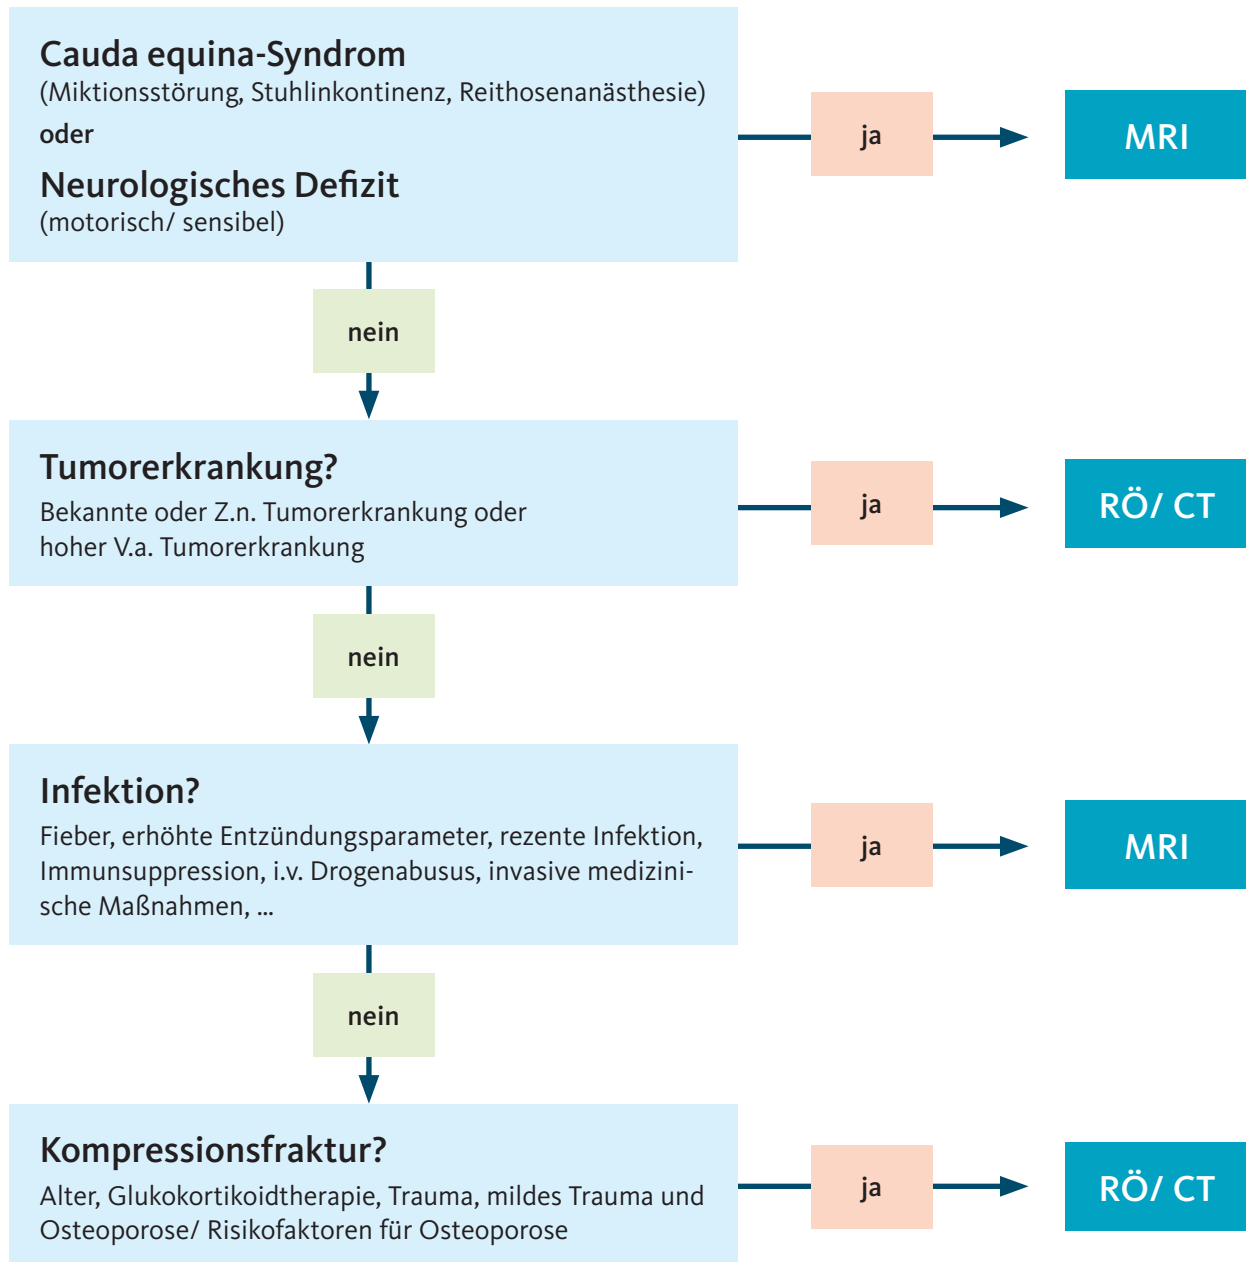 Cauda equina-Syndrom
(Miktionsstörung, Stuhlinkontinenz, Reithosenanästhesie)
oder
Neurologisches Defizit
(motorisch/ sensibel)
ja
MRI
nein
Tumorerkrankung?
Bekannte oder Z.n. Tumorerkrankung oder
hoher V.a. Tumorerkrankung
ja
RÖ/ CT
nein
Infektion?
Fieber, erhöhte Entzündungsparameter, rezente Infektion,
Immunsuppression, i.v. Drogenabusus, invasive medizini-
sche Maßnahmen, ...
ja
MRI
nein
Kompressionsfraktur?
Alter, Glukokortikoidtherapie, Trauma, mildes Trauma und
Osteoporose/ Risikofaktoren für Osteoporose
ja
RÖ/ CT